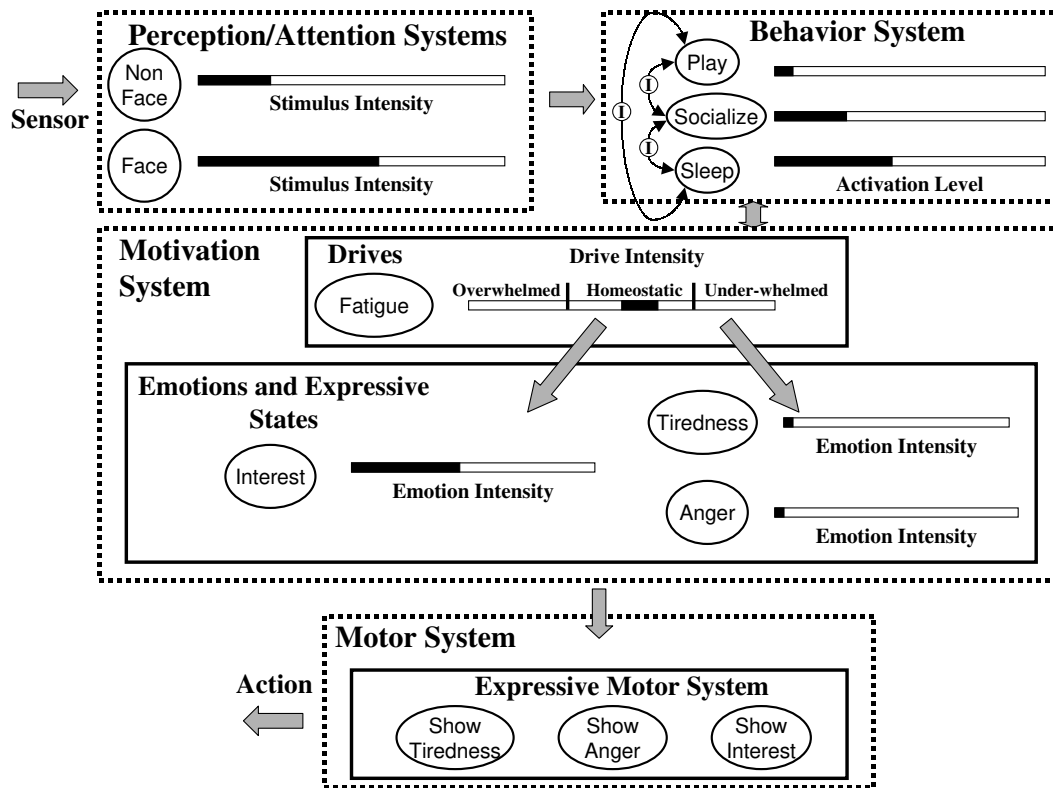 Perception/Attention Systems
Non
Face
Stimulus Intensity
Sensor
Face
Stimulus Intensity
Behavior System
Play
I
I
Socialize
I
Sleep
Activation Level
Motivation
System
Drives
Drive Intensity
Fatigue
Overwhelmed
Homeostatic
Under-whelmed
Emotions and Expressive
States
Interest
Emotion Intensity
Tiredness
Emotion Intensity
Anger
Emotion Intensity
Motor System
Action
Expressive Motor System
Show
Tiredness
Show
Anger
Show
Interest